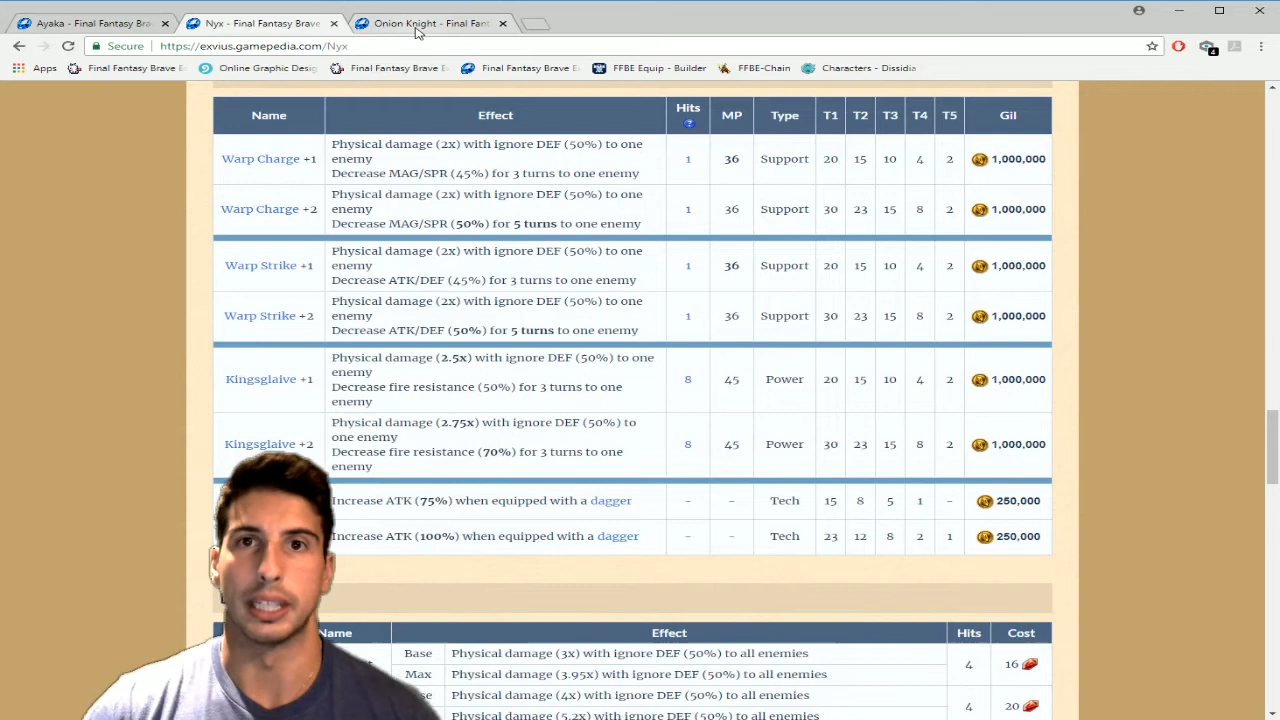 Ayaka - Final Fantasy Bra
Nyx - Final Fantasy Brave
Onion Knight - Final Fant
Secure
https://exvius.gamepedia.com/Nyx
4
Apps
Final Fantasy Brave E
Online Graphic Desig
Final Fantasy Brave E
Final Fantasy Brave E
FFBE Equip - Builder
FFBE-Chain
Characters - Dissidia
Name Effect Hits MP Type T1 T2 T3 T4 T5 Gil
?
Warp Charge +1
Physical damage (2x) with ignore DEF (50%) to one
enemy
Decrease MAG/SPR (45%) for 3 turns to one enemy
1 36 Support 20 15 10 4 2 1,000,000
Warp Charge +2
Physical damage (2x) with ignore DEF (50%) to one
enemy
Decrease MAG/SPR (50%) for 5 turns to one enemy
1 36 Support 30 23 15 8 2 1,000,000
Warp Strike +1
Physical damage (2x) with ignore DEF (50%) to one
enemy
Decrease ATK/DEF (45%) for 3 turns to one enemy
1 36 Support 20 15 10 4 2 1,000,000
Warp Strike +2
Physical damage (2x) with ignore DEF (50%) to one
enemy
Decrease ATK/DEF (50%) for 5 turns to one enemy
1 36 Support 30 23 15 8 2 1,000,000
Kingsglaive +1
Physical damage (2.5x) with ignore DEF (50%) to one
enemy
Decrease fire resistance (50%) for 3 turns to one
enemy
8 45 Power 20 15 10 4 2 1,000,000
Kingsglaive +2
Physical damage (2.75x) with ignore DEF (50%) to
one enemy
Decrease fire resistance (70%) for 3 turns to one
enemy
8 45 Power 30 23 15 8 2 1,000,000
Increase ATK (75%) when equipped with a dagger - - Tech 15 8 5 1 - 250,000
Increase ATK (100%) when equipped with a dagger - - Tech 23 12 8 2 1 250,000
Name Effect Hits Cost
Base Physical damage (3x) with ignore DEF (50%) to all enemies
4 16
Max Physical damage (3.95x) with ignore DEF (50%) to all enemies
Physical damage (4x) with ignore DEF (50%) to all enemies
4 20
Physical damage (5.2x) with ignore DEF (50%) to all enemies